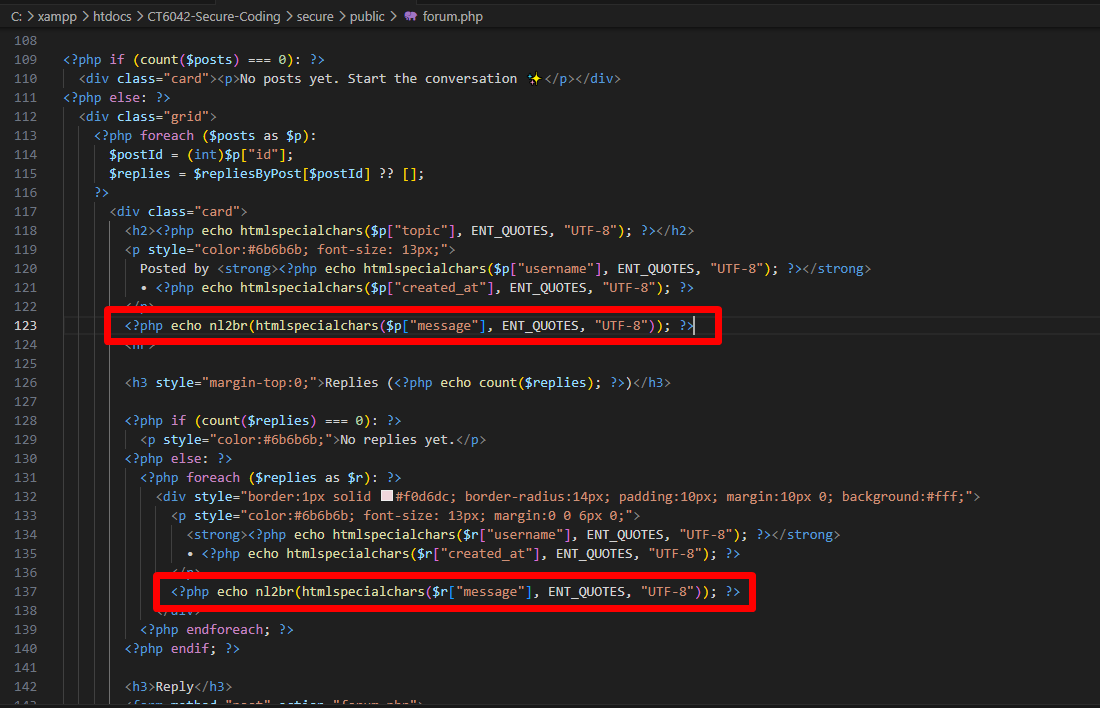 C: > xampp > htdocs > CT6042-Secure-Coding > secure > public > forum.php
108
109 <?php if (count($posts) === 0): ?>
110 <div class="card"><p>No posts yet. Start the conversation ✨</p></div>
111 <?php else: ?>
112 <div class="grid">
113 <?php foreach ($posts as $p):
114 $postId = (int)$p["id"];
115 $replies = $repliesByPost[$postId] ?? [];
116 ?>
117 <div class="card">
118 <h2><?php echo htmlspecialchars($p["topic"], ENT_QUOTES, "UTF-8"); ?></h2>
119 <p style="color:#6b6b6b; font-size: 13px;">
120 Posted by <strong><?php echo htmlspecialchars($p["username"], ENT_QUOTES, "UTF-8"); ?></strong>
121 • <?php echo htmlspecialchars($p["created_at"], ENT_QUOTES, "UTF-8"); ?>
122 </p>
123 <?php echo nl2br(htmlspecialchars($p["message"], ENT_QUOTES, "UTF-8")); ?>
124 <hr>
125
126 <h3 style="margin-top:0;">Replies (<?php echo count($replies); ?>)</h3>
127
128 <?php if (count($replies) === 0): ?>
129 <p style="color:#6b6b6b;">No replies yet.</p>
130 <?php else: ?>
131 <?php foreach ($replies as $r): ?>
132 <div style="border:1px solid #f0d6dc; border-radius:14px; padding:10px; margin:10px 0; background:#fff;">
133 <p style="color:#6b6b6b; font-size: 13px; margin:0 0 6px 0;">
134 <strong><?php echo htmlspecialchars($r["username"], ENT_QUOTES, "UTF-8"); ?></strong>
135 • <?php echo htmlspecialchars($r["created_at"], ENT_QUOTES, "UTF-8"); ?>
136 </p>
137 <?php echo nl2br(htmlspecialchars($r["message"], ENT_QUOTES, "UTF-8")); ?>
138 </div>
139 <?php endforeach; ?>
140 <?php endif; ?>
141
142 <h3>Reply</h3>
143 <form method="post" action="forum.php">